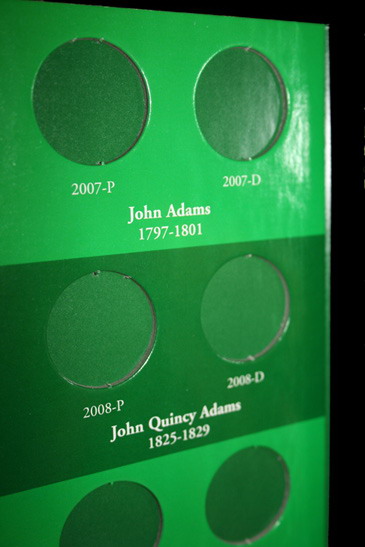 2007-P 2007-D
John Adams
1797-1801
2008-P 2008-D
John Quincy Adams
1825-1829